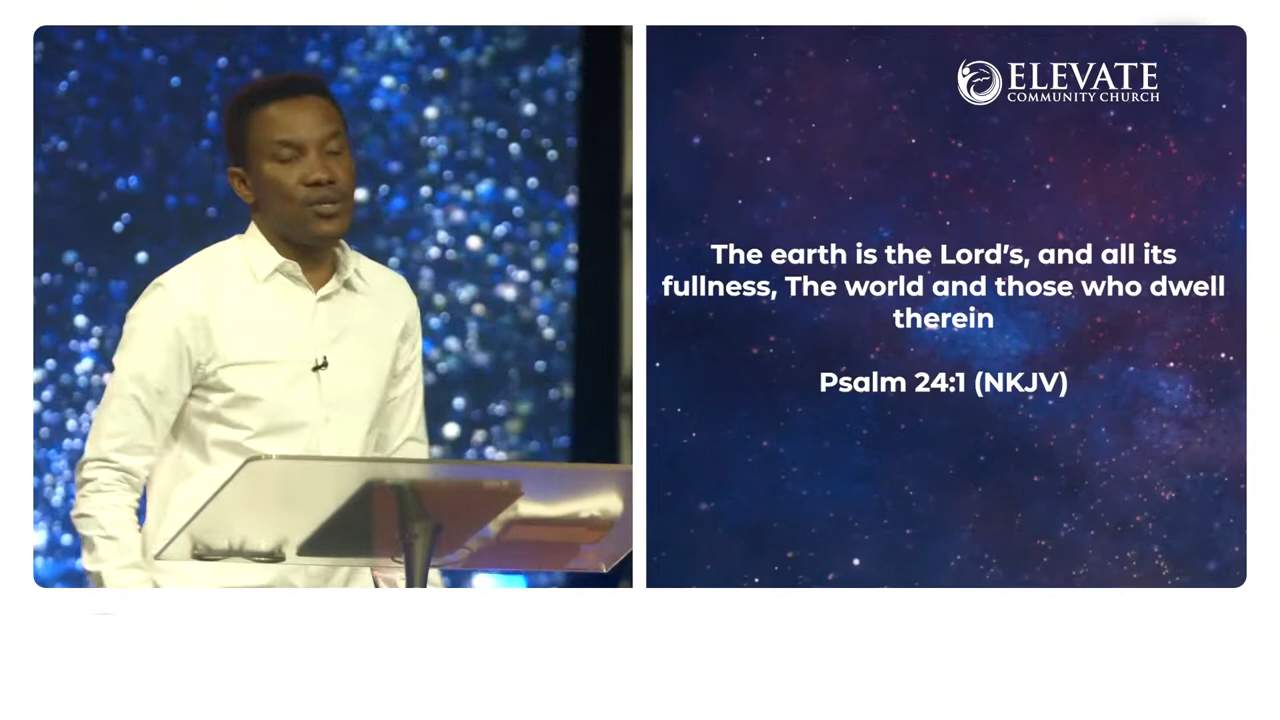 ELEVATE
COMMUNITY CHURCH
The earth is the Lord’s, and all its
fullness, The world and those who dwell
therein
Psalm 24:1 (NKJV)